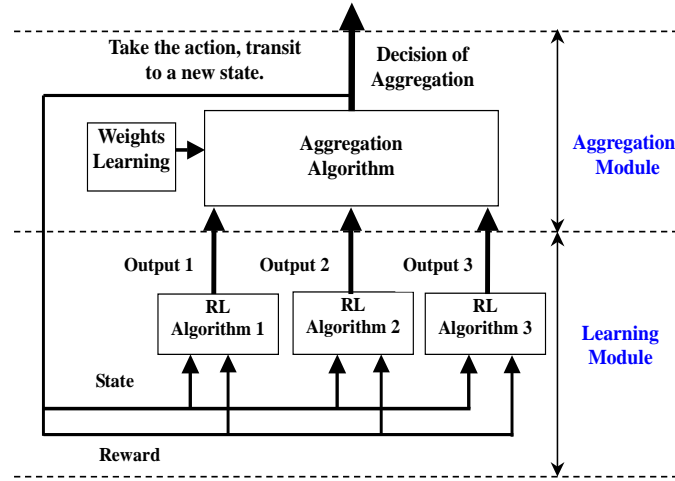 Take the action, transit
to a new state.
Decision of
Aggregation
Weights
Learning
Aggregation
Algorithm
Aggregation
Module
Output 1
Output 2
Output 3
RL
Algorithm 1
RL
Algorithm 2
RL
Algorithm 3
Learning
Module
State
Reward